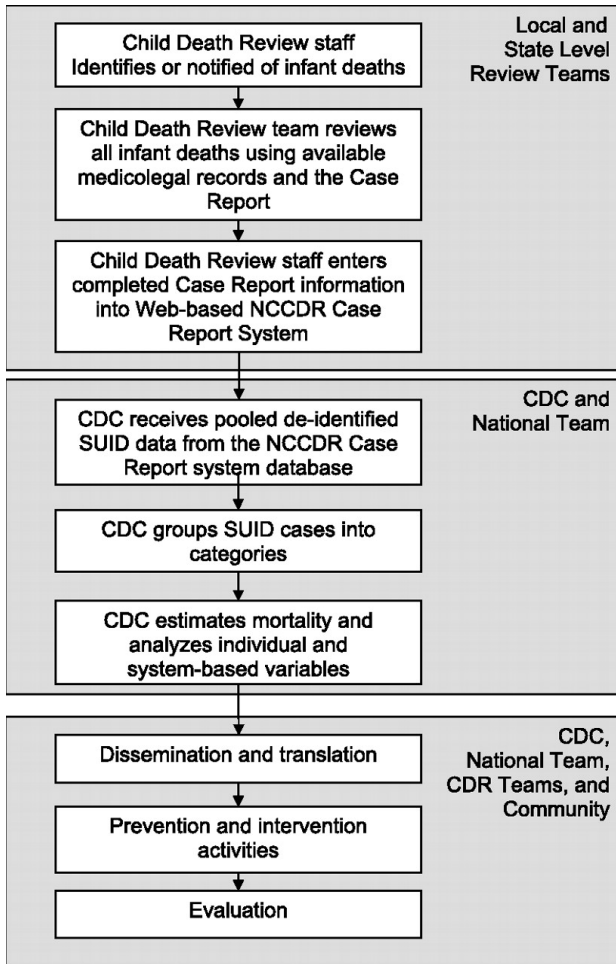 Child Death Review staff
Identifies or notified of infant deaths
Local and
State Level
Review Teams
Child Death Review team reviews
all infant deaths using available
medicolegal records and the Case
Report
Child Death Review staff enters
completed Case Report information
into Web-based NCCDR Case
Report System
CDC and
National Team
CDC receives pooled de-identified
SUID data from the NCCDR Case
Report system database
CDC groups SUID cases into
categories
CDC estimates mortality and
analyzes individual and
system-based variables
CDC,
National Team,
CDR Teams, and
Community
Dissemination and translation
Prevention and intervention
activities
Evaluation